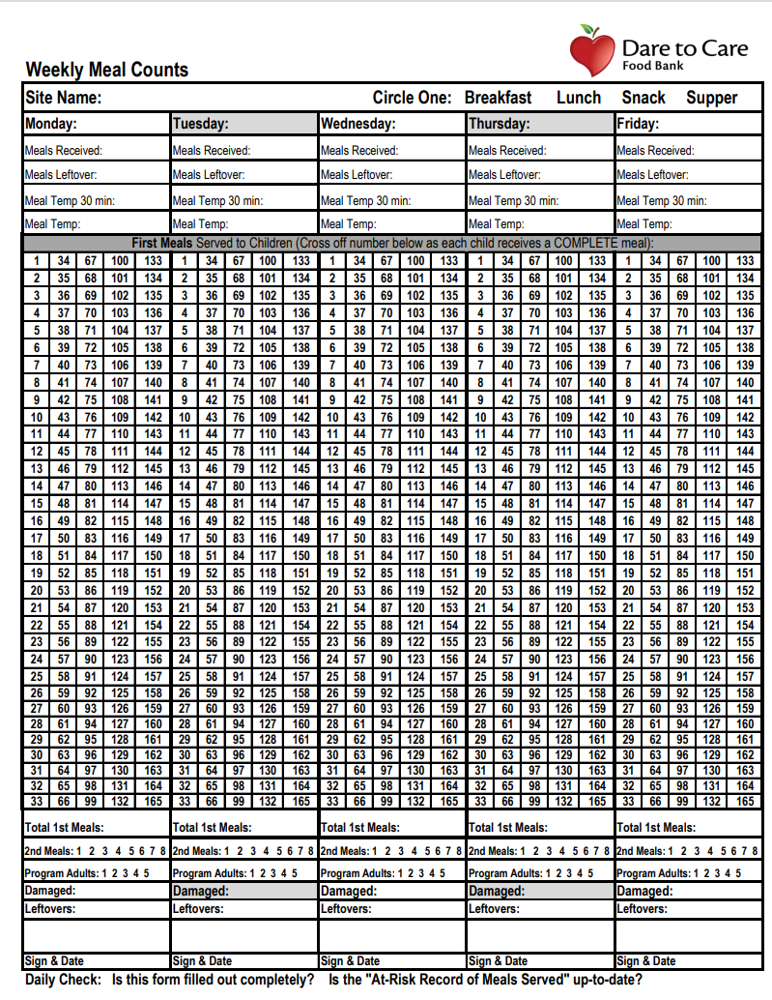 Dare to Care
Food Bank
Weekly Meal Counts
Site Name: Circle One: Breakfast Lunch Snack Supper
Monday: Tuesday: Wednesday: Thursday: Friday:
Meals Received: Meals Received: Meals Received: Meals Received: Meals Received:
Meals Leftover: Meals Leftover: Meals Leftover: Meals Leftover: Meals Leftover:
Meal Temp 30 min: Meal Temp 30 min: Meal Temp 30 min: Meal Temp 30 min: Meal Temp 30 min:
Meal Temp: Meal Temp: Meal Temp: Meal Temp: Meal Temp:
First Meals Served to Children (Cross off number below as each child receives a COMPLETE meal):
1 34 67 100 133 1 34 67 100 133 1 34 67 100 133 1 34 67 100 133 1 34 67 100 133
2 35 68 101 134 2 35 68 101 134 2 35 68 101 134 2 35 68 101 134 2 35 68 101 134
3 36 69 102 135 3 36 69 102 135 3 36 69 102 135 3 36 69 102 135 3 36 69 102 135
4 37 70 103 136 4 37 70 103 136 4 37 70 103 136 4 37 70 103 136 4 37 70 103 136
5 38 71 104 137 5 38 71 104 137 5 38 71 104 137 5 38 71 104 137 5 38 71 104 137
6 39 72 105 138 6 39 72 105 138 6 39 72 105 138 6 39 72 105 138 6 39 72 105 138
7 40 73 106 139 7 40 73 106 139 7 40 73 106 139 7 40 73 106 139 7 40 73 106 139
8 41 74 107 140 8 41 74 107 140 8 41 74 107 140 8 41 74 107 140 8 41 74 107 140
9 42 75 108 141 9 42 75 108 141 9 42 75 108 141 9 42 75 108 141 9 42 75 108 141
10 43 76 109 142 10 43 76 109 142 10 43 76 109 142 10 43 76 109 142 10 43 76 109 142
11 44 77 110 143 11 44 77 110 143 11 44 77 110 143 11 44 77 110 143 11 44 77 110 143
12 45 78 111 144 12 45 78 111 144 12 45 78 111 144 12 45 78 111 144 12 45 78 111 144
13 46 79 112 145 13 46 79 112 145 13 46 79 112 145 13 46 79 112 145 13 46 79 112 145
14 47 80 113 146 14 47 80 113 146 14 47 80 113 146 14 47 80 113 146 14 47 80 113 146
15 48 81 114 147 15 48 81 114 147 15 48 81 114 147 15 48 81 114 147 15 48 81 114 147
16 49 82 115 148 16 49 82 115 148 16 49 82 115 148 16 49 82 115 148 16 49 82 115 148
17 50 83 116 149 17 50 83 116 149 17 50 83 116 149 17 50 83 116 149 17 50 83 116 149
18 51 84 117 150 18 51 84 117 150 18 51 84 117 150 18 51 84 117 150 18 51 84 117 150
19 52 85 118 151 19 52 85 118 151 19 52 85 118 151 19 52 85 118 151 19 52 85 118 151
20 53 86 119 152 20 53 86 119 152 20 53 86 119 152 20 53 86 119 152 20 53 86 119 152
21 54 87 120 153 21 54 87 120 153 21 54 87 120 153 21 54 87 120 153 21 54 87 120 153
22 55 88 121 154 22 55 88 121 154 22 55 88 121 154 22 55 88 121 154 22 55 88 121 154
23 56 89 122 155 23 56 89 122 155 23 56 89 122 155 23 56 89 122 155 23 56 89 122 155
24 57 90 123 156 24 57 90 123 156 24 57 90 123 156 24 57 90 123 156 24 57 90 123 156
25 58 91 124 157 25 58 91 124 157 25 58 91 124 157 25 58 91 124 157 25 58 91 124 157
26 59 92 125 158 26 59 92 125 158 26 59 92 125 158 26 59 92 125 158 26 59 92 125 158
27 60 93 126 159 27 60 93 126 159 27 60 93 126 159 27 60 93 126 159 27 60 93 126 159
28 61 94 127 160 28 61 94 127 160 28 61 94 127 160 28 61 94 127 160 28 61 94 127 160
29 62 95 128 161 29 62 95 128 161 29 62 95 128 161 29 62 95 128 161 29 62 95 128 161
30 63 96 129 162 30 63 96 129 162 30 63 96 129 162 30 63 96 129 162 30 63 96 129 162
31 64 97 130 163 31 64 97 130 163 31 64 97 130 163 31 64 97 130 163 31 64 97 130 163
32 65 98 131 164 32 65 98 131 164 32 65 98 131 164 32 65 98 131 164 32 65 98 131 164
33 66 99 132 165 33 66 99 132 165 33 66 99 132 165 33 66 99 132 165 33 66 99 132 165
Total 1st Meals: Total 1st Meals: Total 1st Meals: Total 1st Meals: Total 1st Meals:
2nd Meals: 1 2 3 4 5 6 7 8 2nd Meals: 1 2 3 4 5 6 7 8 2nd Meals: 1 2 3 4 5 6 7 8 2nd Meals: 1 2 3 4 5 6 7 8 2nd Meals: 1 2 3 4 5 6 7 8
Program Adults: 1 2 3 4 5 Program Adults: 1 2 3 4 5 Program Adults: 1 2 3 4 5 Program Adults: 1 2 3 4 5 Program Adults: 1 2 3 4 5
Damaged: Damaged: Damaged: Damaged: Damaged:
Leftovers: Leftovers: Leftovers: Leftovers: Leftovers:
Sign & Date Sign & Date Sign & Date Sign & Date Sign & Date
Daily Check: Is this form filled out completely? Is the "At-Risk Record of Meals Served" up-to-date?